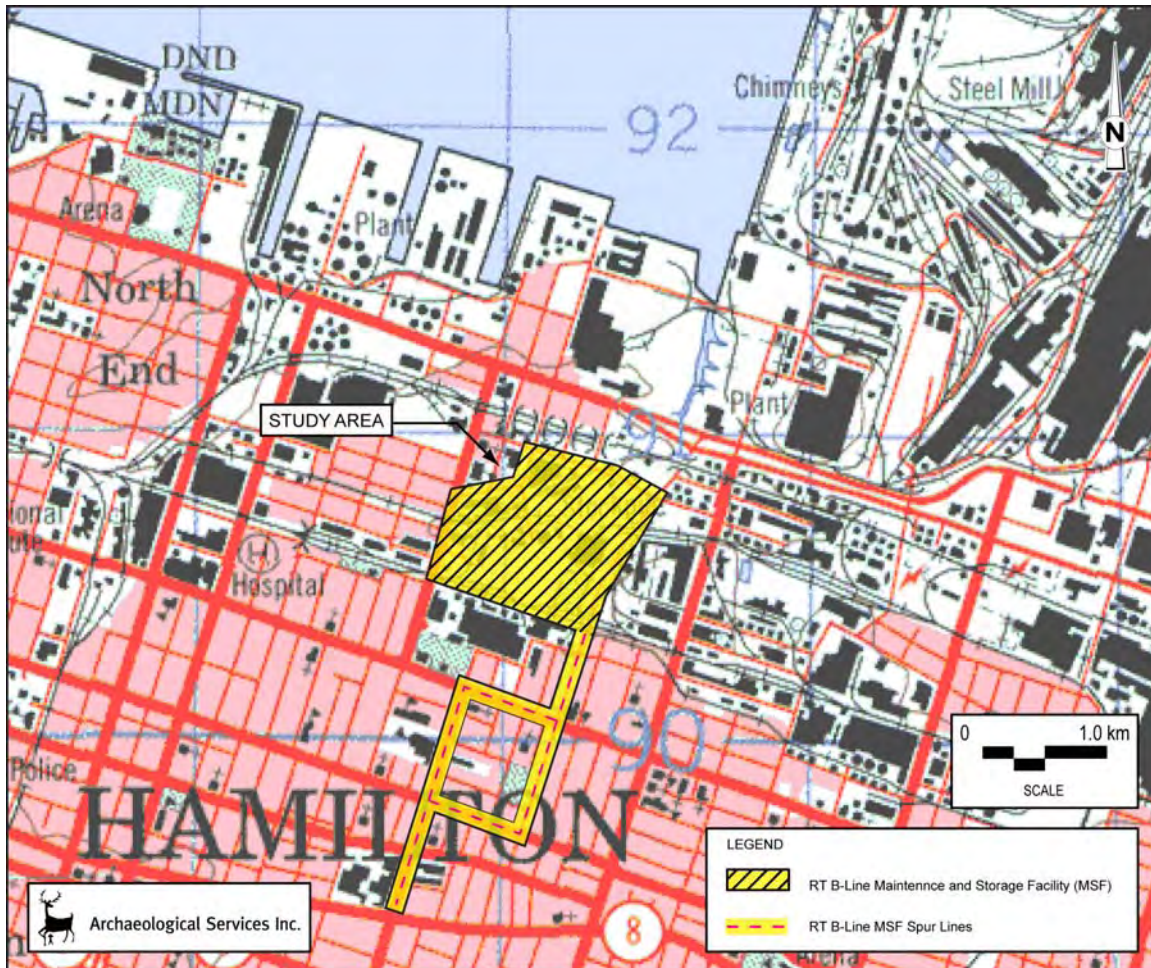 DND
MDN
Chimneys
Steel Mill
92
N
Arena
Plant
North
End
Plant
STUDY AREA
91
H
Hospital
90
Police
HAMILTON
0 1.0 km
SCALE
LEGEND
RT B-Line Maintennce and Storage Facility (MSF)
RT B-Line MSF Spur Lines
Archaeological Services Inc.
8
Arena